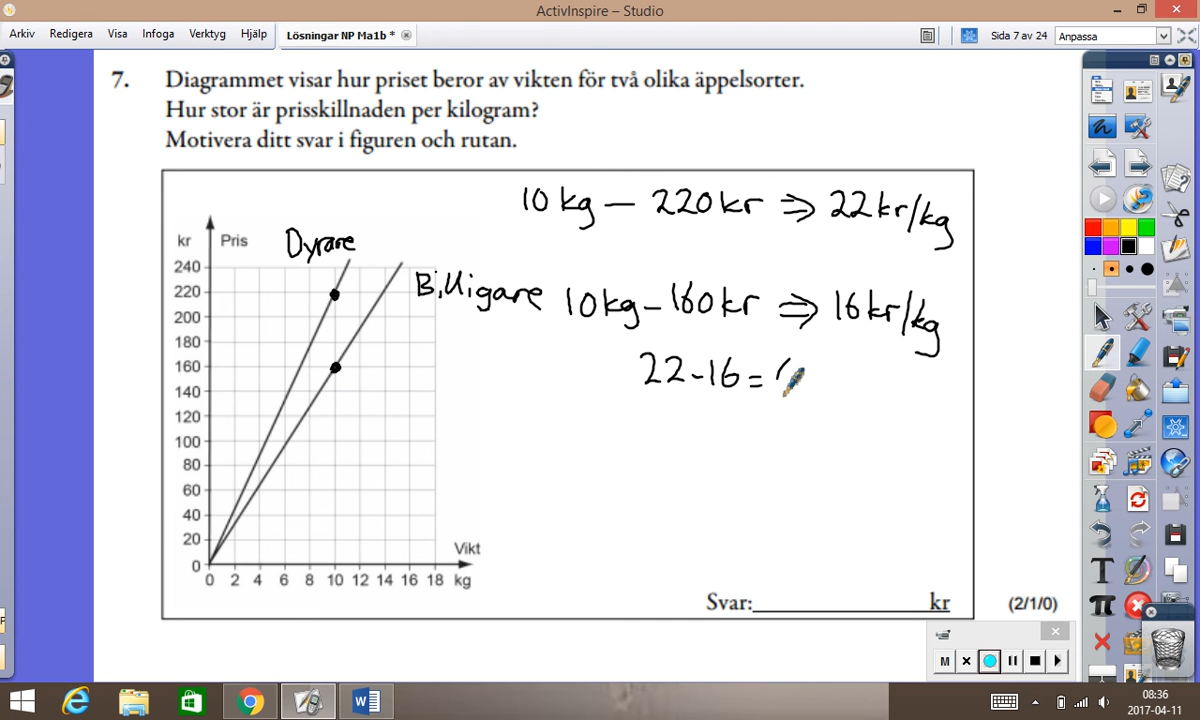 ActivInspire – Studio
Arkiv Redigera Visa Infoga Verktyg Hjälp
Lösningar NP Ma1b *
Sida 7 av 24
Anpassa
7. Diagrammet visar hur priset beror av vikten för två olika äppelsorter.
Hur stor är prisskillnaden per kilogram?
Motivera ditt svar i figuren och rutan.
10 kg – 220 kr ⇒ 22 kr/kg
kr Pris
Dyrare
Billigare 10 kg – 160 kr ⇒ 16 kr/kg
22 - 16 =
240
220
200
180
160
140
120
100
80
60
40
20
0
Vikt
0 2 4 6 8 10 12 14 16 18 kg
Svar: kr
(2/1/0)
M
T
π
08:36
2017-04-11